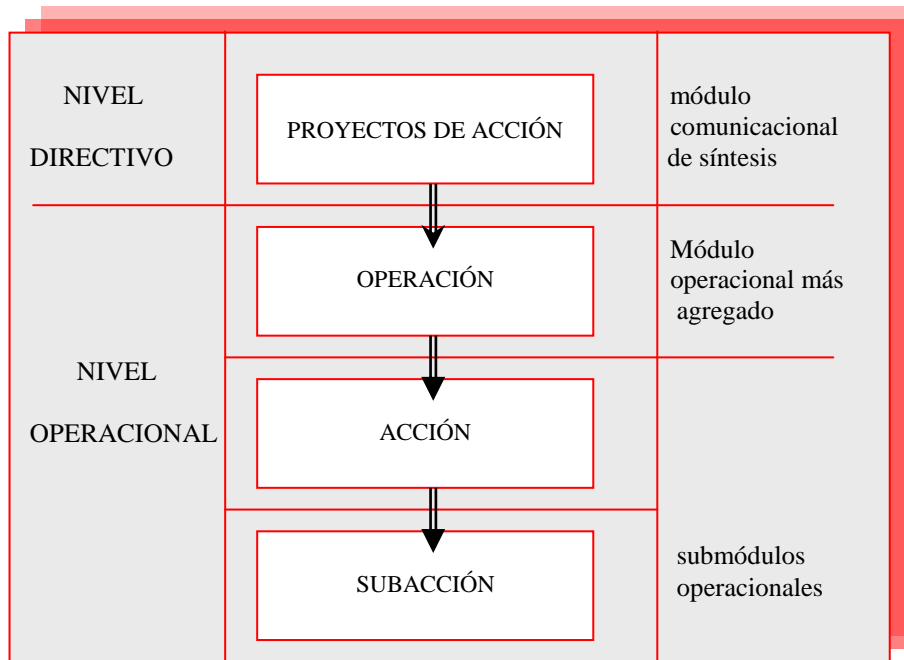 NIVEL
DIRECTIVO
PROYECTOS DE ACCIÓN
módulo
comunicacional
de síntesis
OPERACIÓN
Módulo
operacional más
agregado
NIVEL
OPERACIONAL
ACCIÓN
SUBACCIÓN
submódulos
operacionales